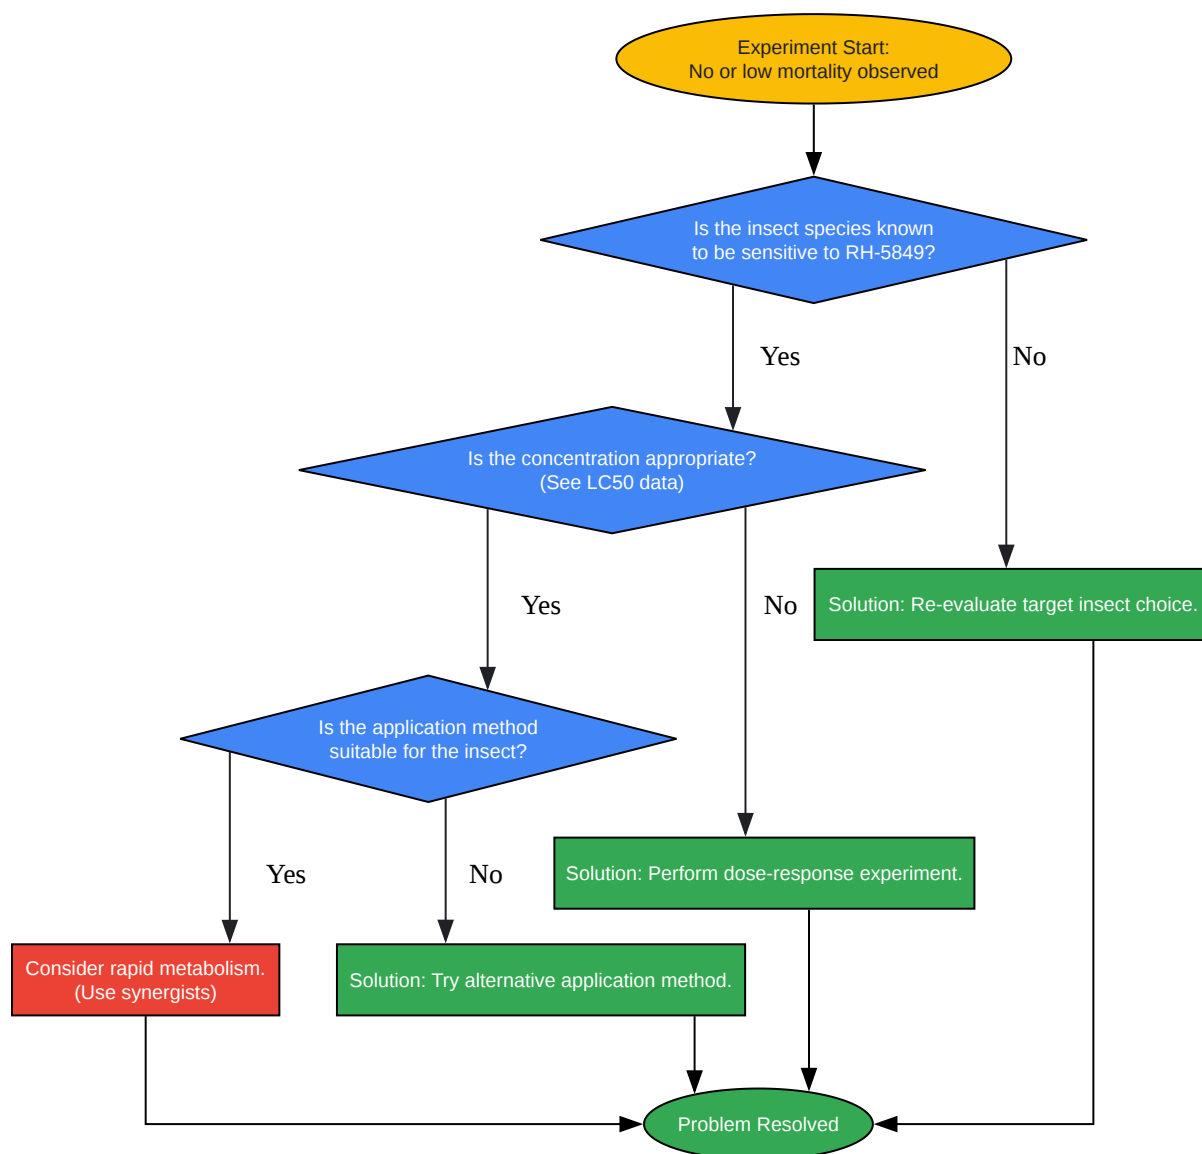 Experiment Start:
No or low mortality observed
Is the insect species known
to be sensitive to RH-5849?
Yes
No
Is the concentration appropriate?
(See LC50 data)
Yes
No
Solution: Re-evaluate target insect choice.
Is the application method
suitable for the insect?
Yes
No
Solution: Perform dose-response experiment.
Consider rapid metabolism.
(Use synergists)
Solution: Try alternative application method.
Problem Resolved